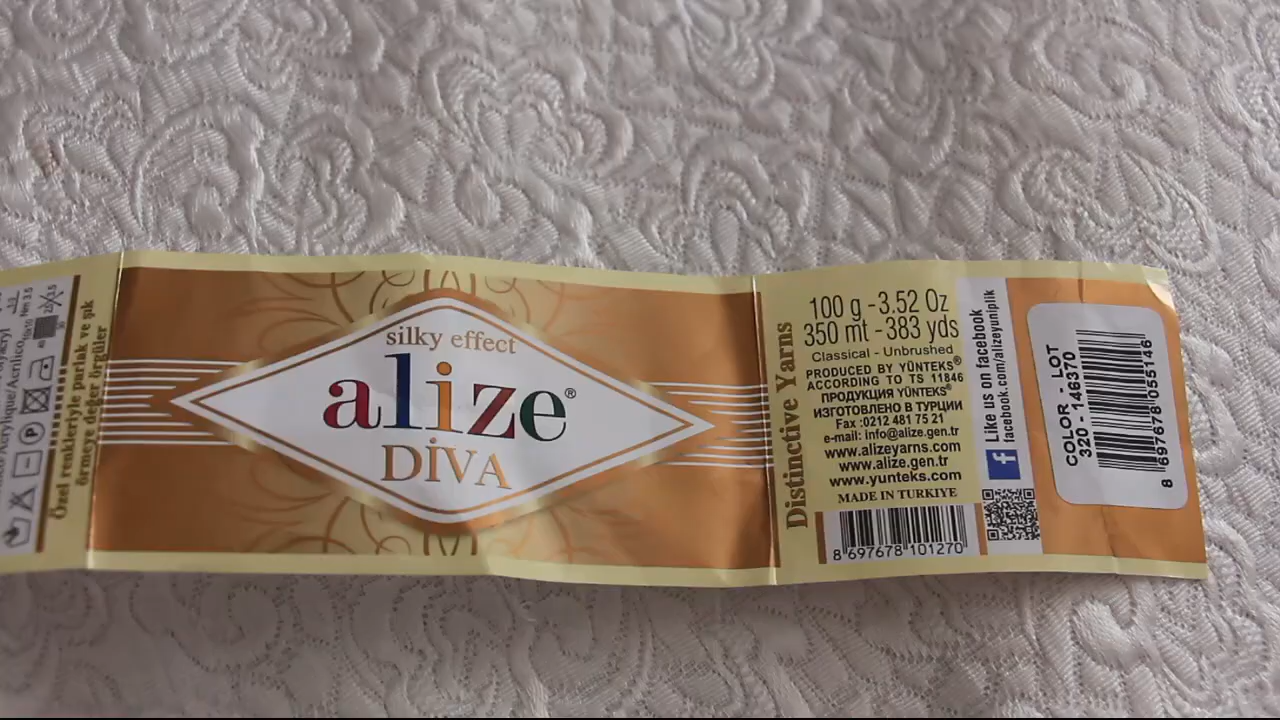 Özel renkleriyle parlak ve şık
örmeye değer örgüler
silky effect
alize®
DİVA
Distinctive Yarns
100 g - 3.52 Oz
350 mt - 383 yds
Classical - Unbrushed
PRODUCED BY YÜNTEKS®
ACCORDING TO TS 11846
ПРОДУКЦИЯ YÜNTEKS®
ИЗГОТОВЛЕНО В ТУРЦИИ
Fax :0212 481 75 21
e-mail: info@alize.gen.tr
www.alizeyarns.com
www.alize.gen.tr
www.yunteks.com
MADE IN TURKIYE
8 697678 101270
Like us on facebook
facebook.com/alizeyuniplik
COLOR - LOT
320 - 146370
8 697678 055146